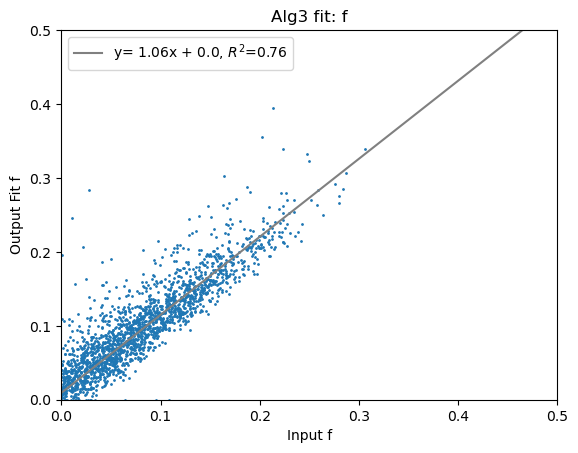 Alg3 fit: f
y= 1.06x + 0.0, R²=0.76
Output Fit f
0.5
0.4
0.3
0.2
0.1
0.0
0.0 0.1 0.2 0.3 0.4 0.5
Input f